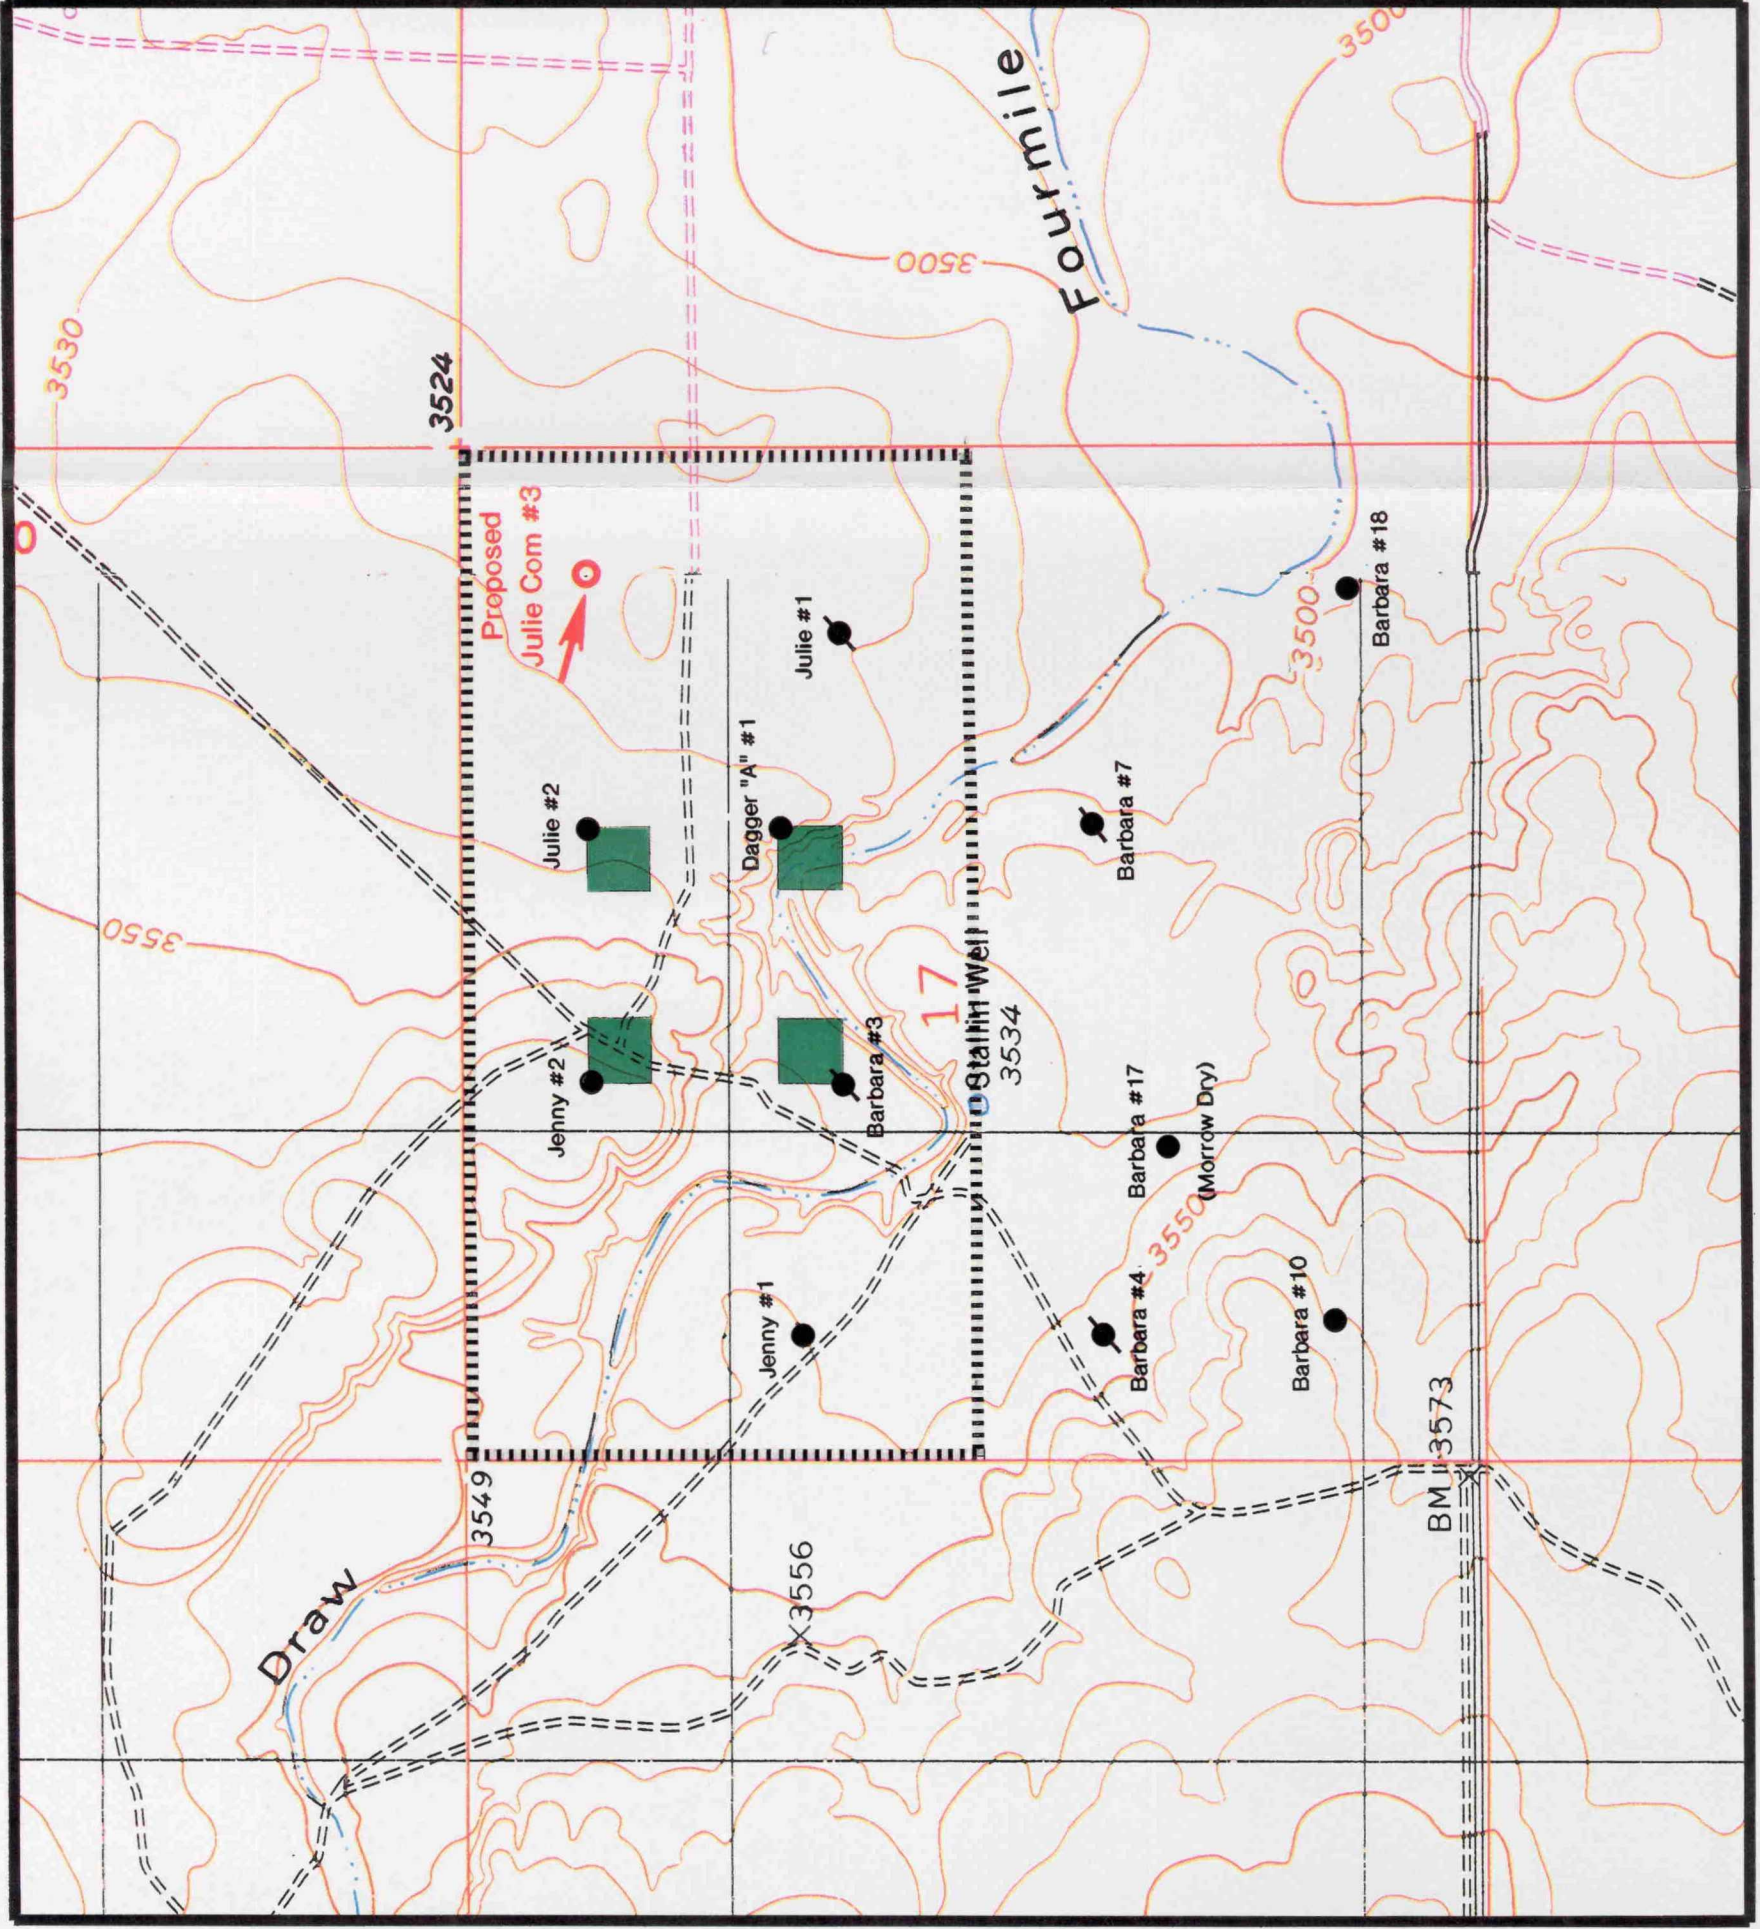 Fourmile
3500
3500
3530
3524
0
Proposed
Julie Com #3
Julie #1
Barbara #18
3500
Julie #2
Dagger "A" #1
Barbara #7
3550
17
Stallin Well
3534
Jenny #2
Barbara #3
Barbara #17
(Morrow Dry)
3550
Jenny #1
Barbara #4
Barbara #10
3549
BM
3573
Draw
X3556